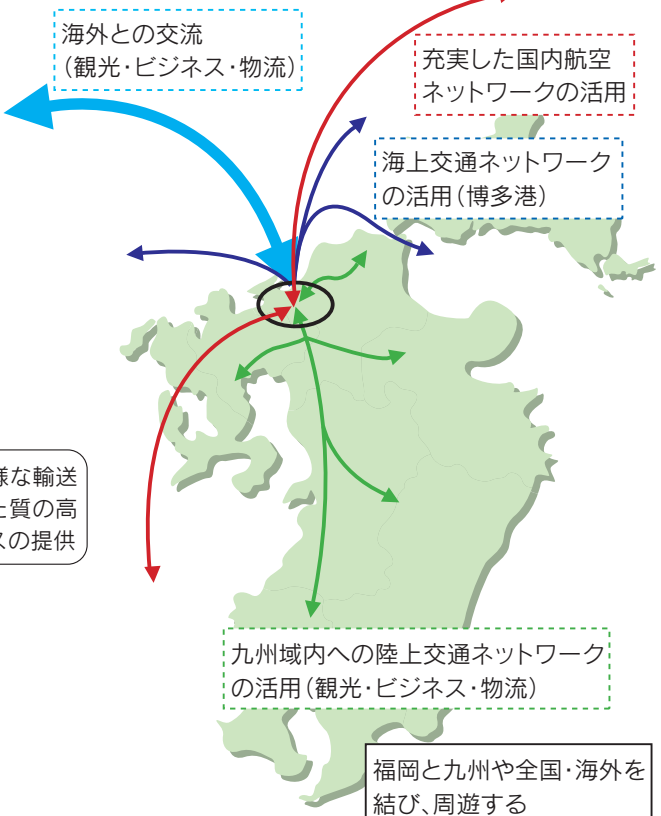 海外との交流
（観光・ビジネス・物流）
充実した国内航空
ネットワークの活用
海上交通ネットワーク
の活用（博多港）
様な輸送
た質の高
スの提供
九州域内への陸上交通ネットワーク
の活用（観光・ビジネス・物流）
福岡と九州や全国・海外を
結び、周遊する